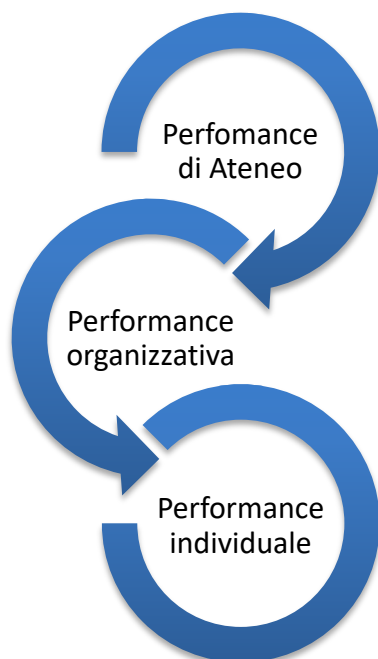 Perfomance
di Ateneo
Performance
organizzativa
Performance
individuale